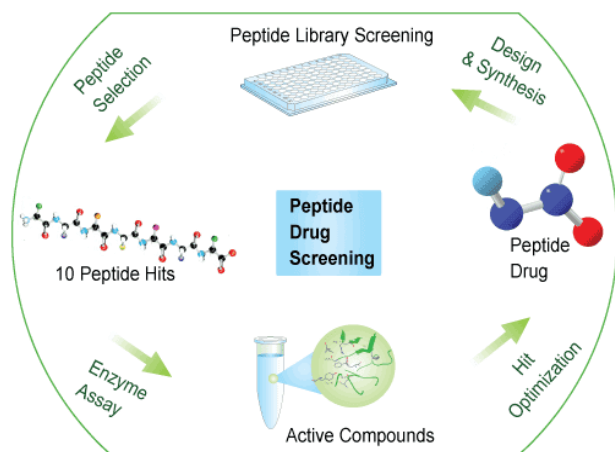 Peptide Library Screening
Peptide
Selection
Design
& Synthesis
Peptide
Drug
Screening
10 Peptide Hits
Peptide
Drug
Enzyme
Assay
Hit
Optimization
Active Compounds